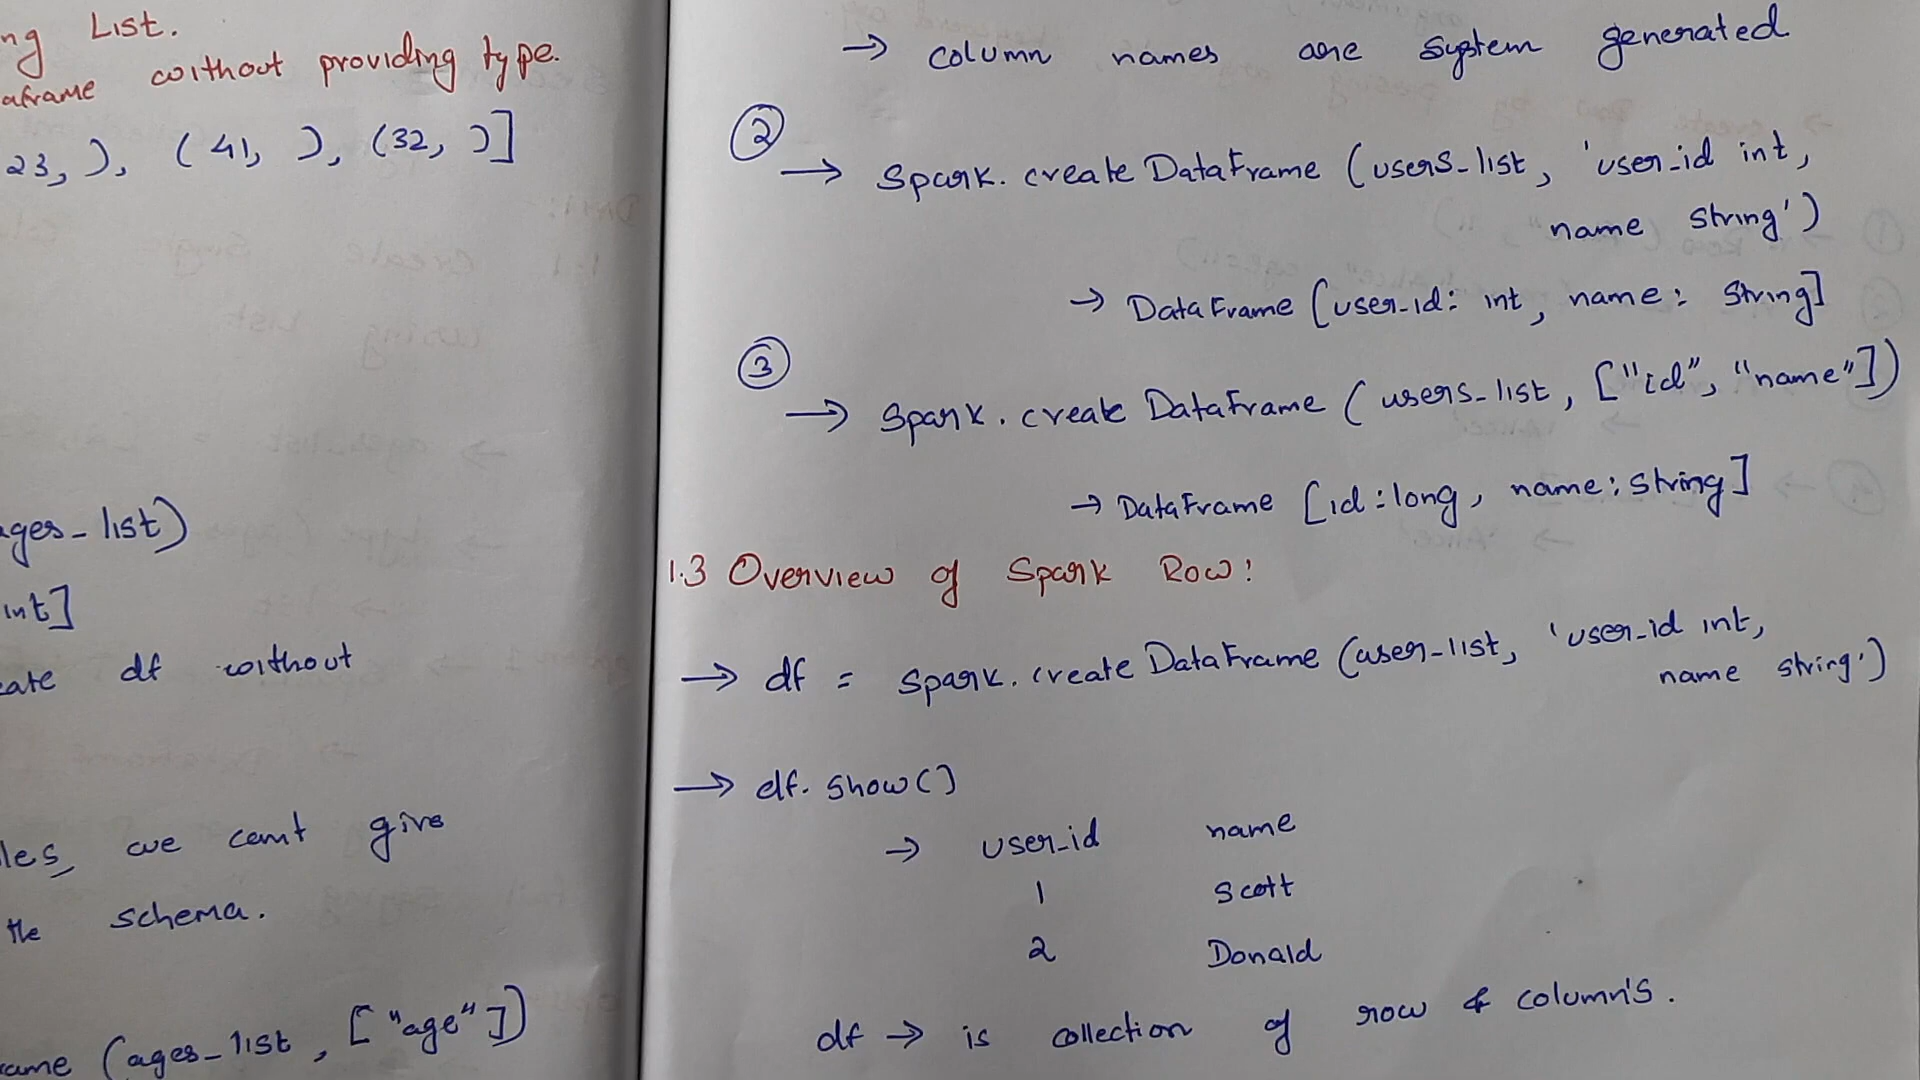 ng List.
aframe without providing type.
23, ), (41, ), (32, )]
ges_list)
int]
eate df without
les, we can't give
the schema.
ame (ages_list, ["age"])
→ column names are system generated
②
→ spark.createDataFrame (users_list, 'user_id int,
name string')
→ DataFrame [user_id: int, name: string]
③
→ spark.createDataFrame (users_list, ["id", "name"])
→ DataFrame [id:long, name:string]
1.3 Overview of Spark Row:
→ df = spark.createDataFrame (user_list, 'user_id int,
name string')
→ df.show()
→ user_id name
1 Scott
2 Donald
df → is collection of row & column's.